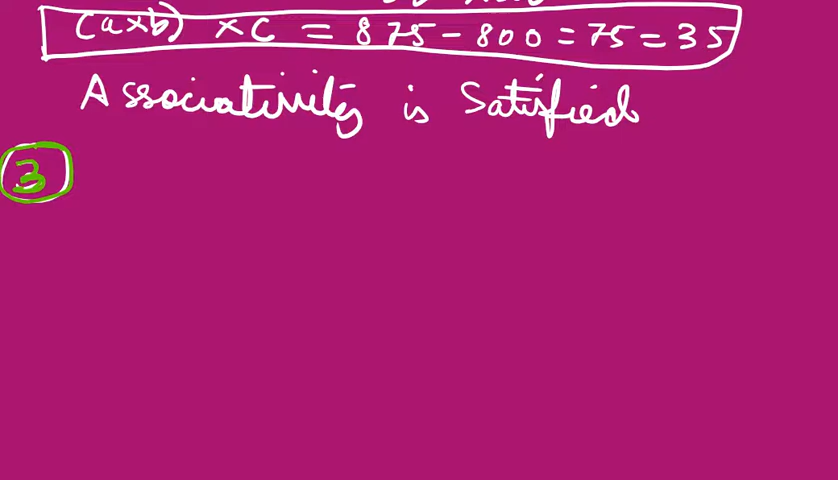 (a×b) × C = 875 - 800 = 75 = 35
Associativity is Satisfied
3